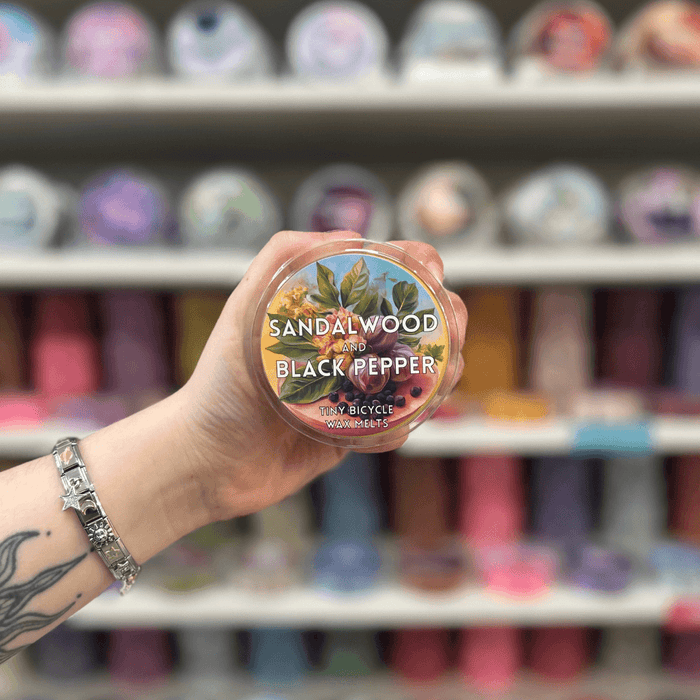 SANDALWOOD
AND
BLACK PEPPER
TINY BICYCLE
WAX MELTS